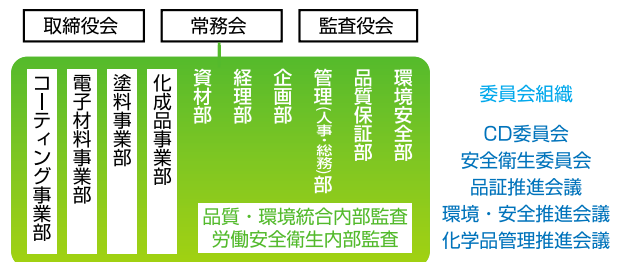 取締役会
常務会
監査役会
コーティング事業部
電子材料事業部
塗料事業部
化成品事業部
資材部
経理部
企画部
管理(人事・総務)部
品質保証部
環境安全部
品質・環境統合内部監査
労働安全衛生内部監査
委員会組織
CD委員会
安全衛生委員会
品証推進会議
環境・安全推進会議
化学品管理推進会議